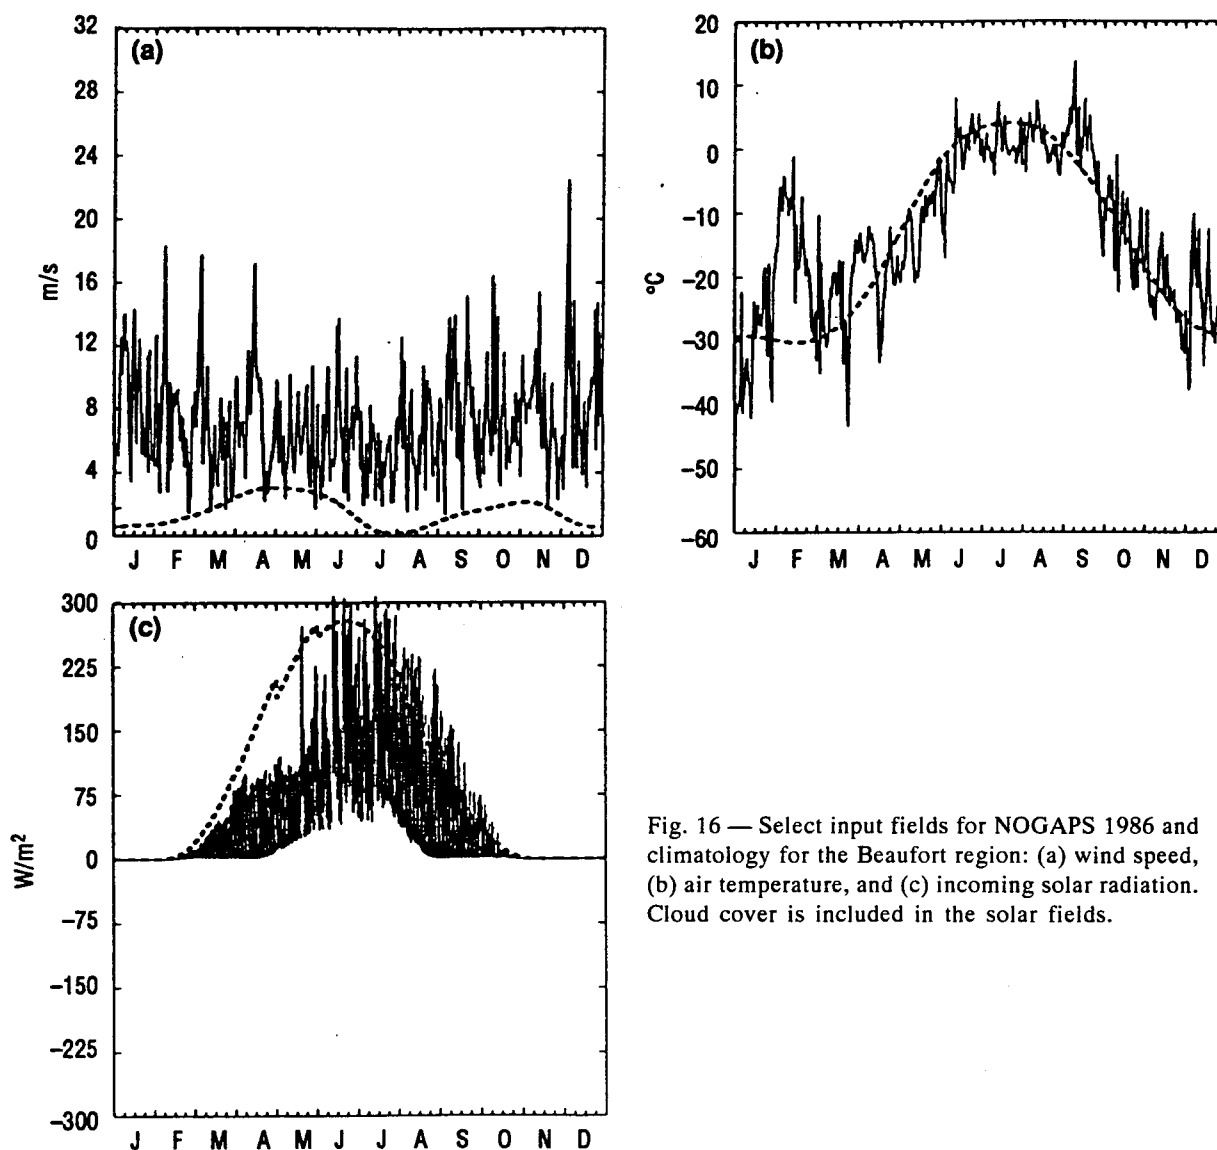 (a)
32
28
24
20
16
12
8
4
0
m/s
J F M A M J J A S O N D
(b)
20
10
0
−10
−20
−30
−40
−50
−60
°C
J F M A M J J A S O N D
(c)
300
225
150
75
0
−75
−150
−225
−300
W/m²
J F M A M J J A S O N D
Fig. 16 — Select input fields for NOGAPS 1986 and
climatology for the Beaufort region: (a) wind speed,
(b) air temperature, and (c) incoming solar radiation.
Cloud cover is included in the solar fields.